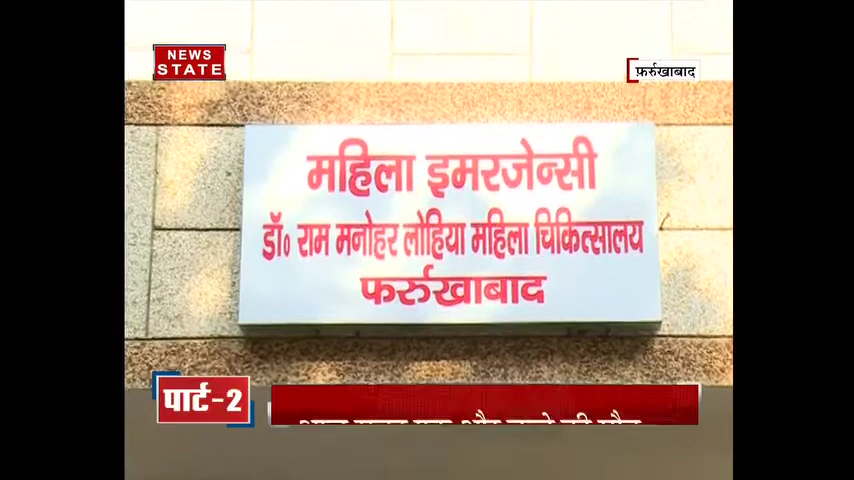 NEWS
STATE
फ़र्रुखाबाद
महिला इमरजेन्सी
डॉ० राम मनोहर लोहिया महिला चिकित्सालय
फर्रुखाबाद
पार्ट-2